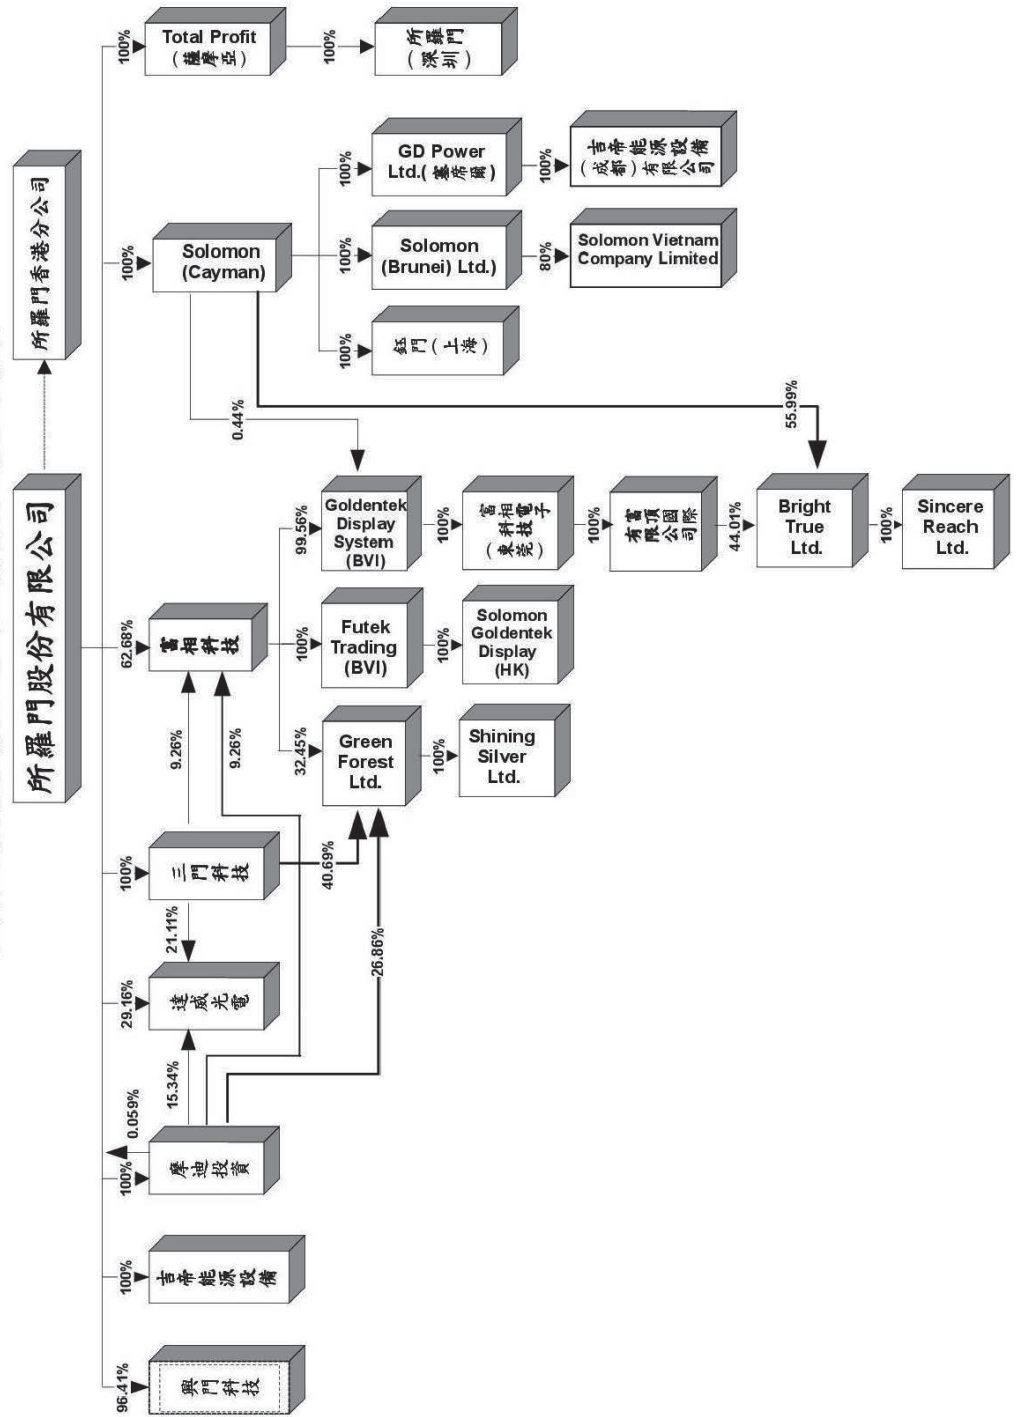 所羅門股份有限公司
所羅門香港分公司
96.41%
興門科技
100%
吉帝能源設備
100%
0.059%
摩迪投資
15.34%
29.16%
達威光電
21.11%
100%
三門科技
9.26%
9.26%
62.68%
富相科技
100%
Solomon
(Cayman)
100%
Total Profit
(薩摩亞)
100%
所羅門
(深圳)
26.86%
40.69%
32.45%
Green
Forest
Ltd.
100%
Shining
Silver
Ltd.
100%
Futek
Trading
(BVI)
100%
Solomon
Goldentek
Display
(HK)
99.56%
0.44%
Goldentek
Display
System
(BVI)
100%
富相電子
科技
(東莞)
100%
富頂國際
有限公司
44.01%
55.99%
Bright
True
Ltd.
100%
Sincere
Reach
Ltd.
100%
鈺門(上海)
100%
Solomon
(Brunei) Ltd.)
80%
Solomon Vietnam
Company Limited
100%
GD Power
Ltd.(塞席爾)
100%
吉帝能源設備
(成都)有限公司